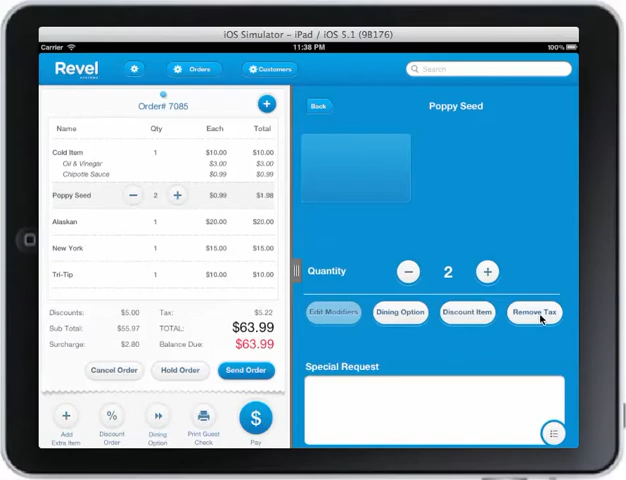 iOS Simulator – iPad / iOS 5.1 (9B176)
Carrier 11:38 PM 100%
Revel
SYSTEMS
Orders
Customers
Search
Order# 7085
Name Qty Each Total
Cold Item 1 $10.00 $10.00
Oil & Vinegar $3.00 $3.00
Chipotle Sauce $0.99 $0.99
Poppy Seed 2 $0.99 $1.98
Alaskan 1 $20.00 $20.00
New York 1 $15.00 $15.00
Tri-Tip 1 $10.00 $10.00
Discounts: $5.00 Tax: $5.22
Sub Total: $55.97 TOTAL: $63.99
Surcharge: $2.80 Balance Due: $63.99
Cancel Order
Hold Order
Send Order
Add
Extra Item
%
Discount
Order
Dining
Option
Print Guest
Check
$
Pay
Back
Poppy Seed
Quantity 2
Edit Modifiers
Dining Option
Discount Item
Remove Tax
Special Request